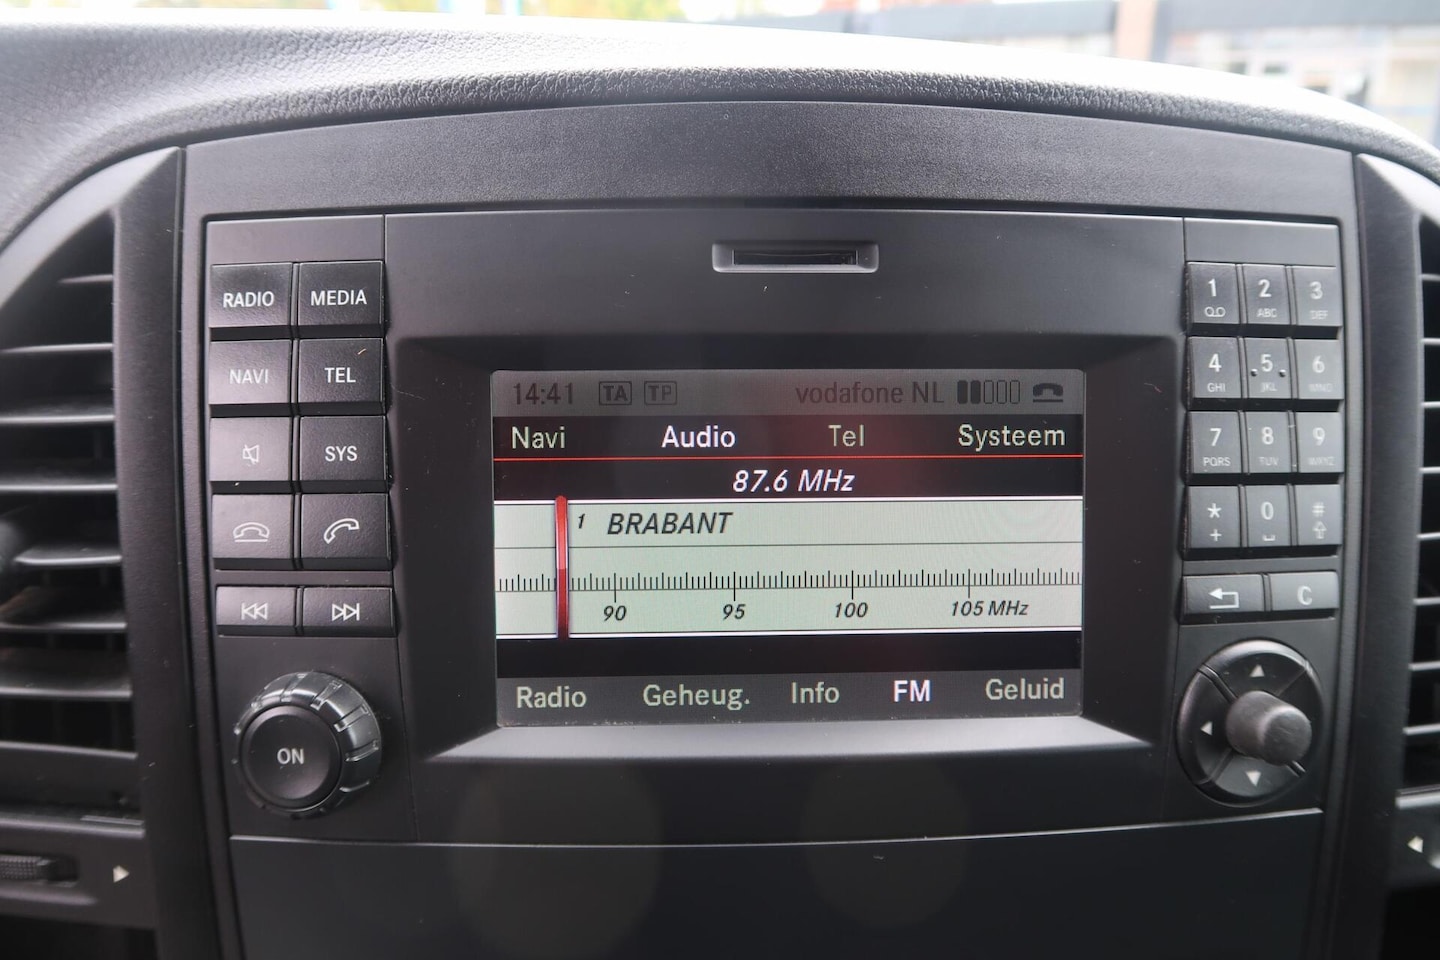 RADIO MEDIA
NAVI TEL
SYS
ON
14:41 TA TP vodafone NL
Navi Audio Tel Systeem
87.6 MHz
1 BRABANT
90 95 100 105 MHz
Radio Geheug. Info FM Geluid
1 2 3
ABC DEF
4 5 6
GHI JKL MNO
7 8 9
PQRS TUV WXYZ
* 0 #
+
C